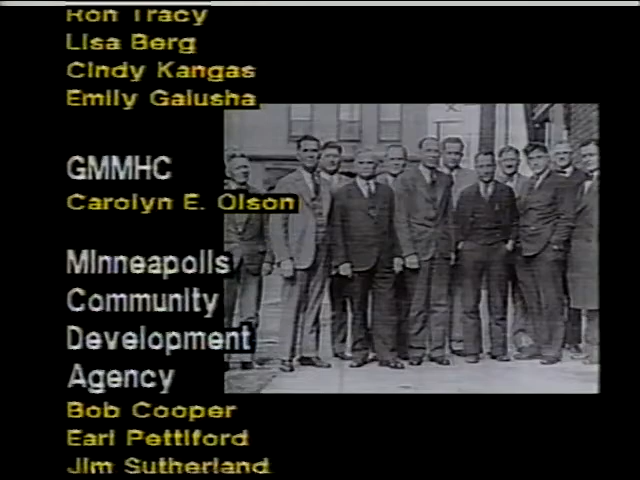 Ron Tracy
Lisa Berg
Cindy Kangas
Emily Galusha
GMMHC
Carolyn E. Olson
Minneapolis
Community
Development
Agency
Bob Cooper
Earl Pettiford
Jim Sutherland